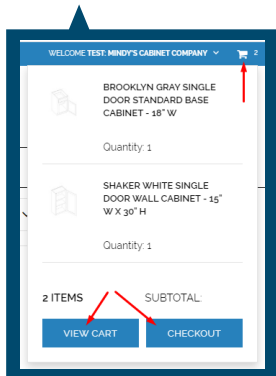 WELCOME TEST: MINDY'S CABINET COMPANY 2
BROOKLYN GRAY SINGLE
DOOR STANDARD BASE
CABINET - 18" W
Quantity: 1
SHAKER WHITE SINGLE
DOOR WALL CABINET - 15"
W X 30" H
Quantity: 1
2 ITEMS SUBTOTAL:
VIEW CART CHECKOUT